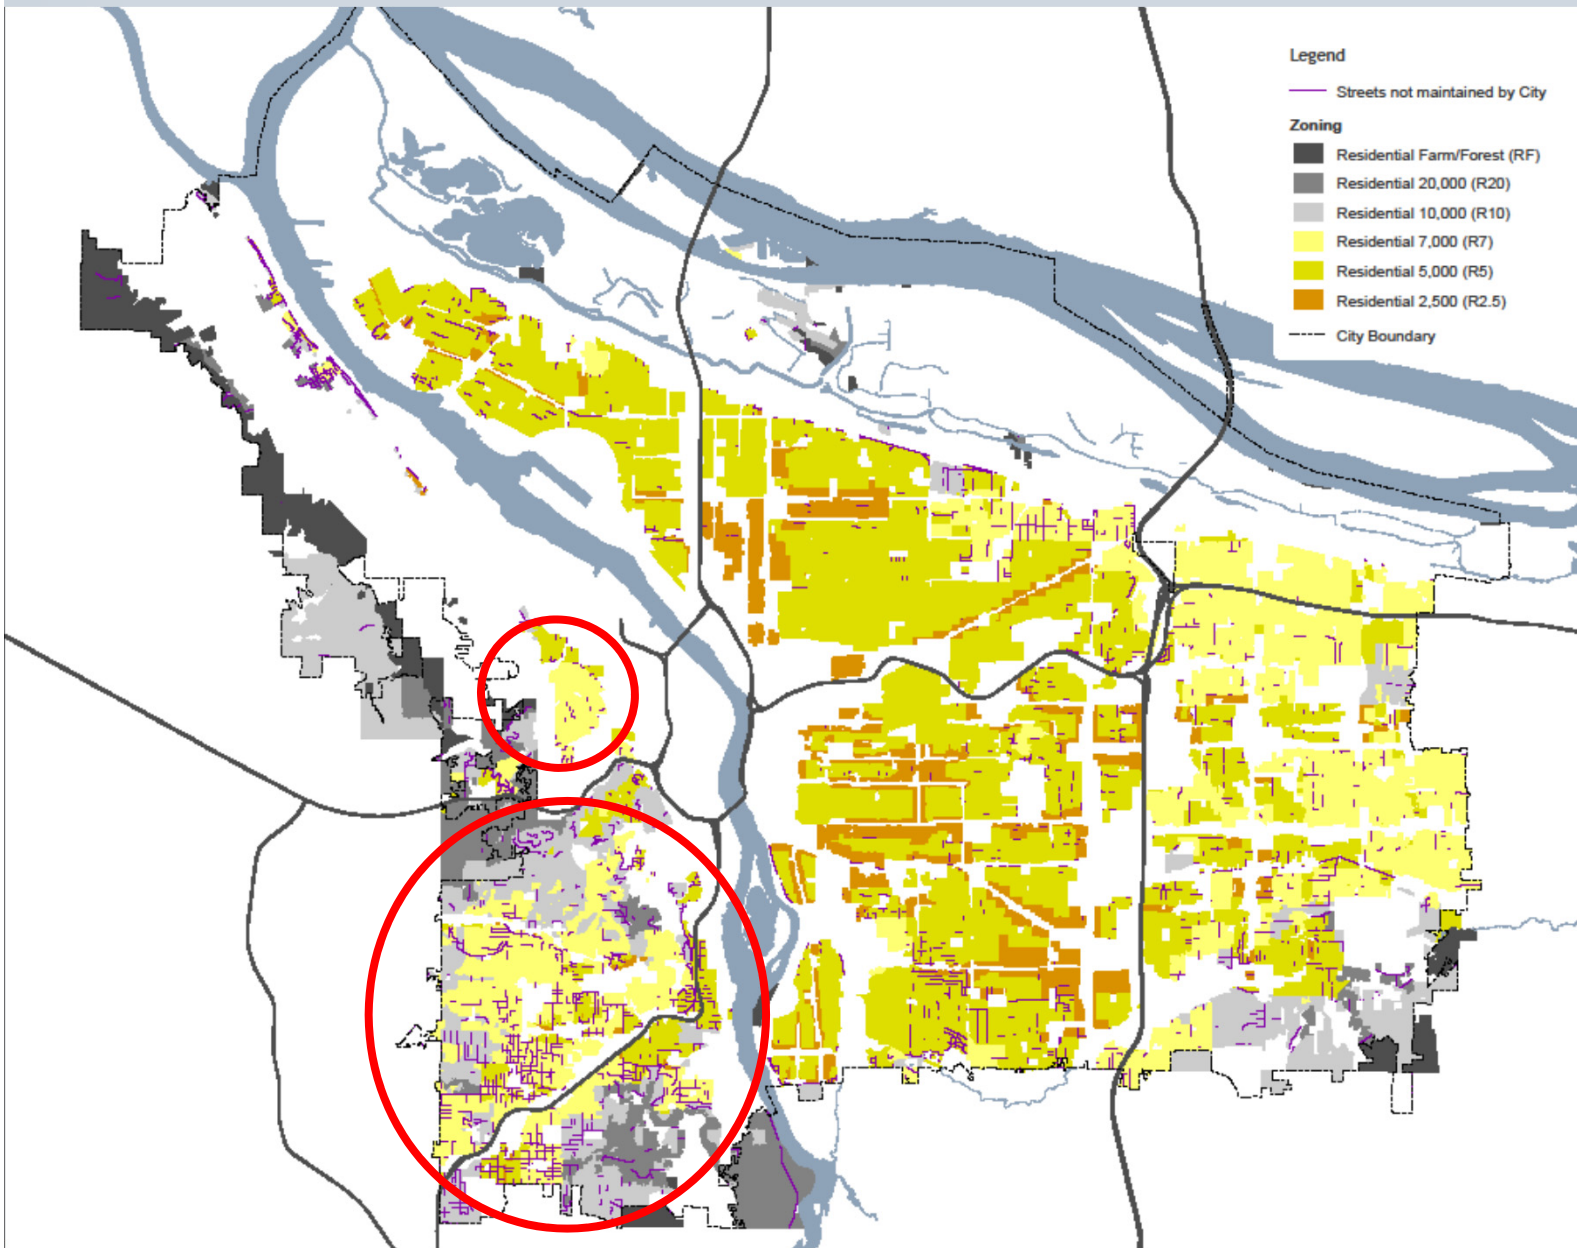 Legend
Streets not maintained by City
Zoning
Residential Farm/Forest (RF)
Residential 20,000 (R20)
Residential 10,000 (R10)
Residential 7,000 (R7)
Residential 5,000 (R5)
Residential 2,500 (R2.5)
City Boundary